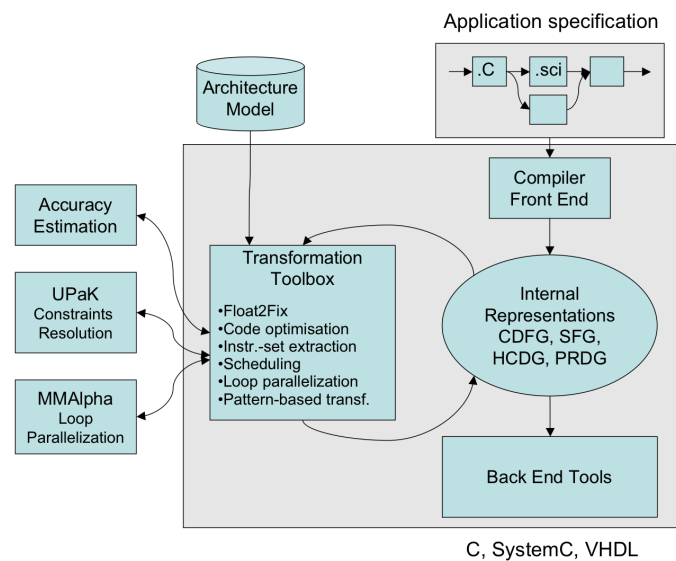 Application specification
.C
.sci
Architecture
Model
Compiler
Front End
Accuracy
Estimation
UPaK
Constraints
Resolution
MMAlpha
Loop
Parallelization
Transformation
Toolbox
•Float2Fix
•Code optimisation
•Instr.-set extraction
•Scheduling
•Loop parallelization
•Pattern-based transf.
Internal
Representations
CDFG, SFG,
HCDG, PRDG
Back End Tools
C, SystemC, VHDL